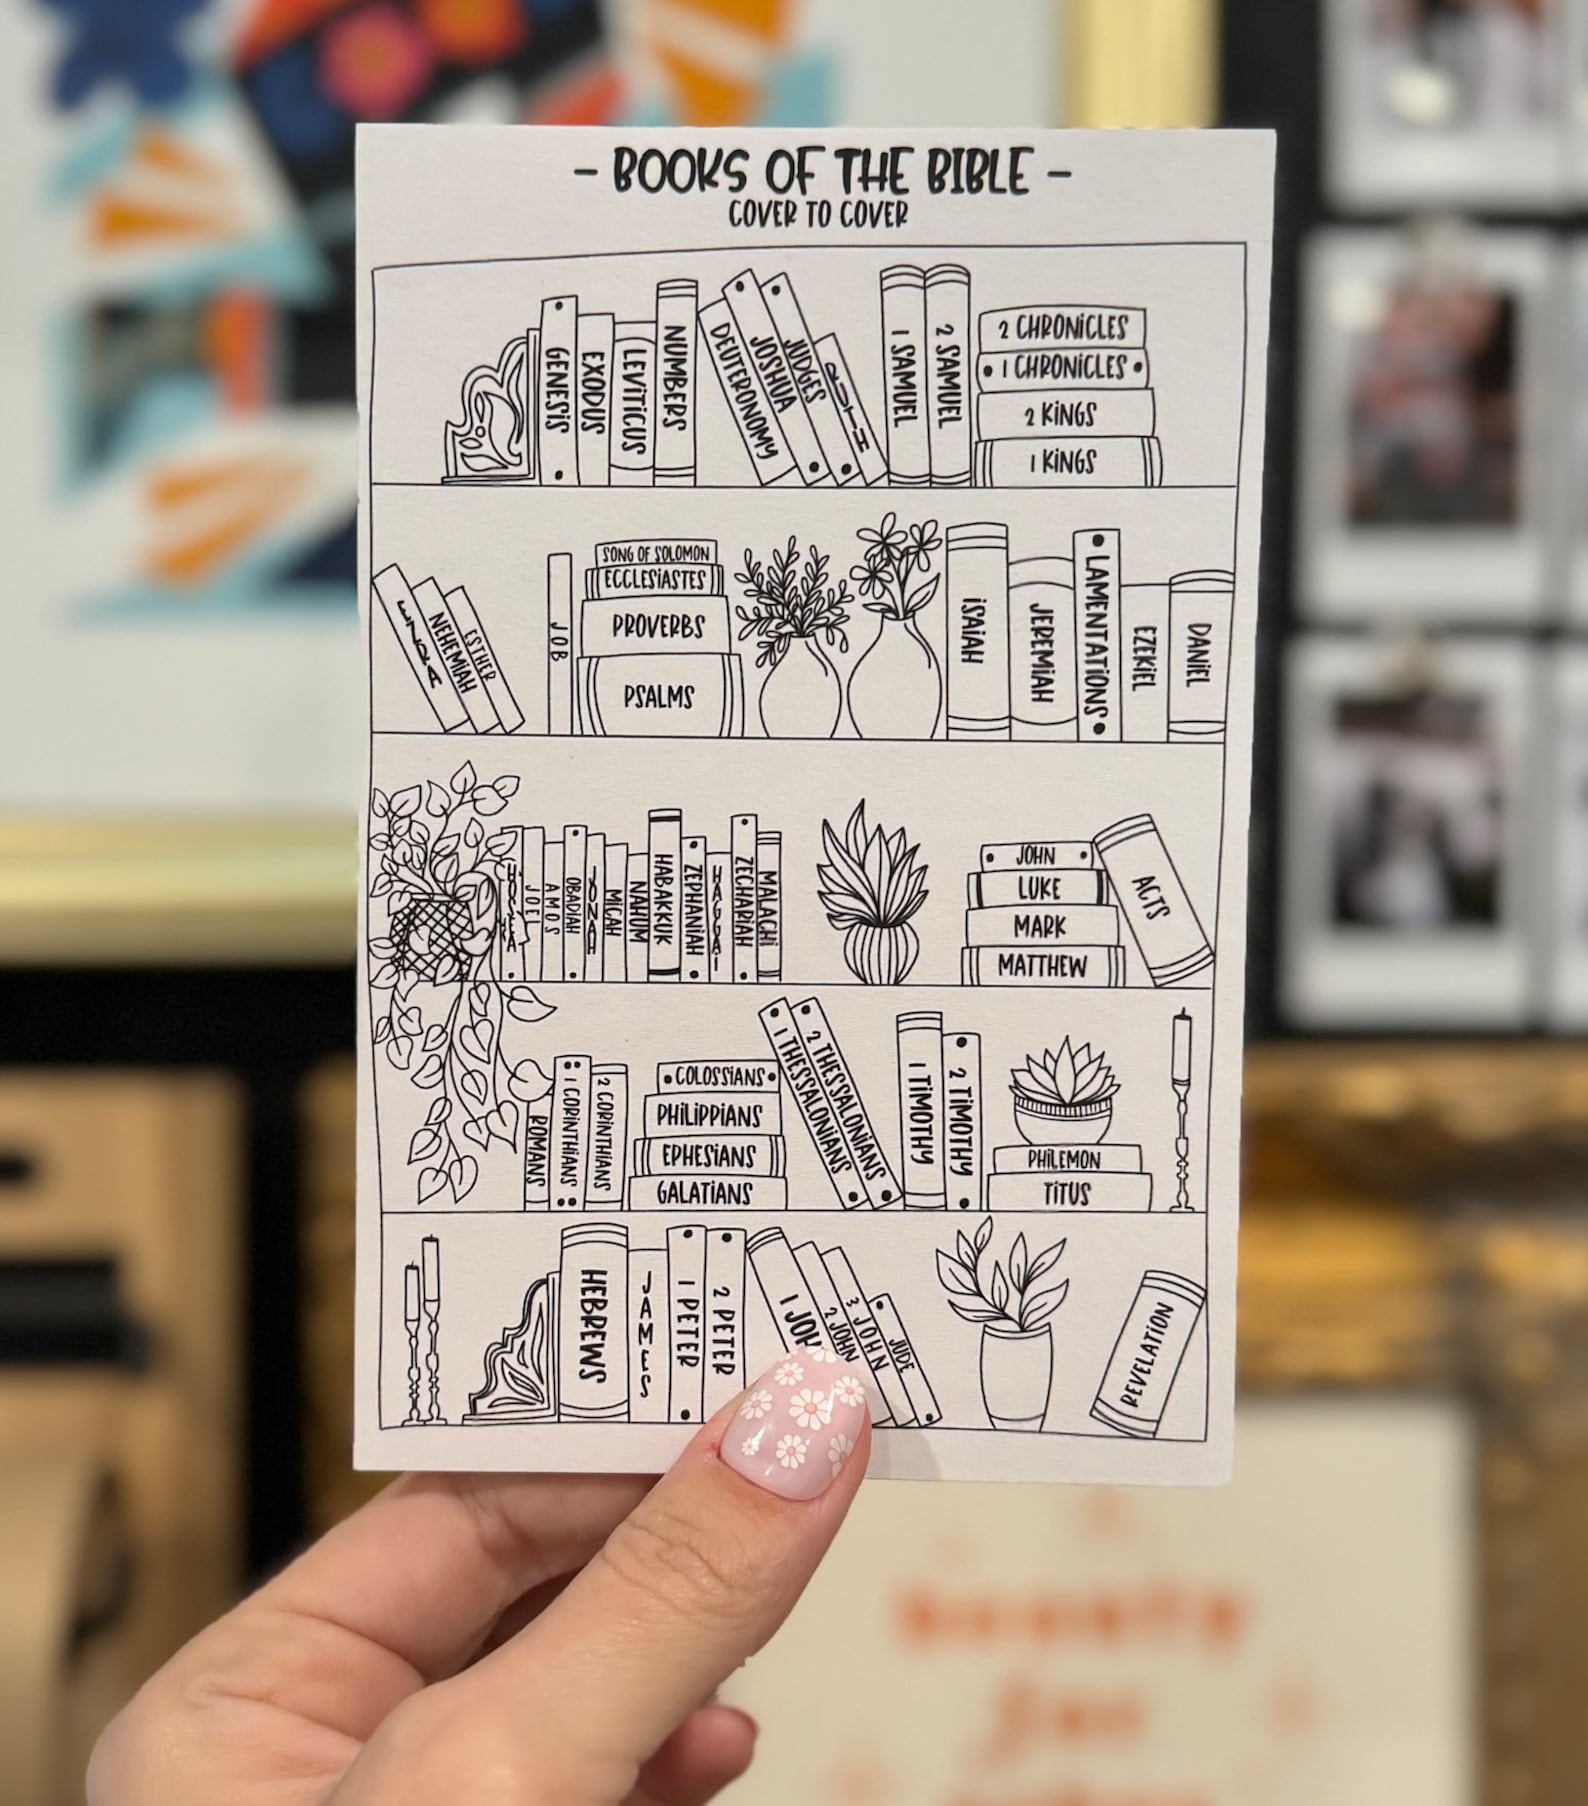 - BOOKS OF THE BIBLE -
COVER TO COVER
GENESIS
EXODUS
LEVITICUS
NUMBERS
DEUTERONOMY
JOSHUA
JUDGES
RUTH
1 SAMUEL
2 SAMUEL
2 CHRONICLES
1 CHRONICLES
2 KINGS
1 KINGS
EZRA
NEHEMIAH
ESTHER
JOB
SONG OF SOLOMON
ECCLESIASTES
PROVERBS
PSALMS
ISAIAH
JEREMIAH
LAMENTATIONS
EZEKIEL
DANIEL
HOSEA
JOEL
AMOS
OBADIAH
JONAH
MICAH
NAHUM
HABAKKUK
ZEPHANIAH
HAGGAI
ZECHARIAH
MALACHI
JOHN
LUKE
MARK
MATTHEW
ACTS
ROMANS
1 CORINTHIANS
2 CORINTHIANS
COLOSSIANS
PHILIPPIANS
EPHESIANS
GALATIANS
1 THESSALONIANS
2 THESSALONIANS
1 TIMOTHY
2 TIMOTHY
PHILEMON
TITUS
HEBREWS
JAMES
1 PETER
2 PETER
1 JOH
2 JOHN
3 JOHN
JUDE
REVELATION